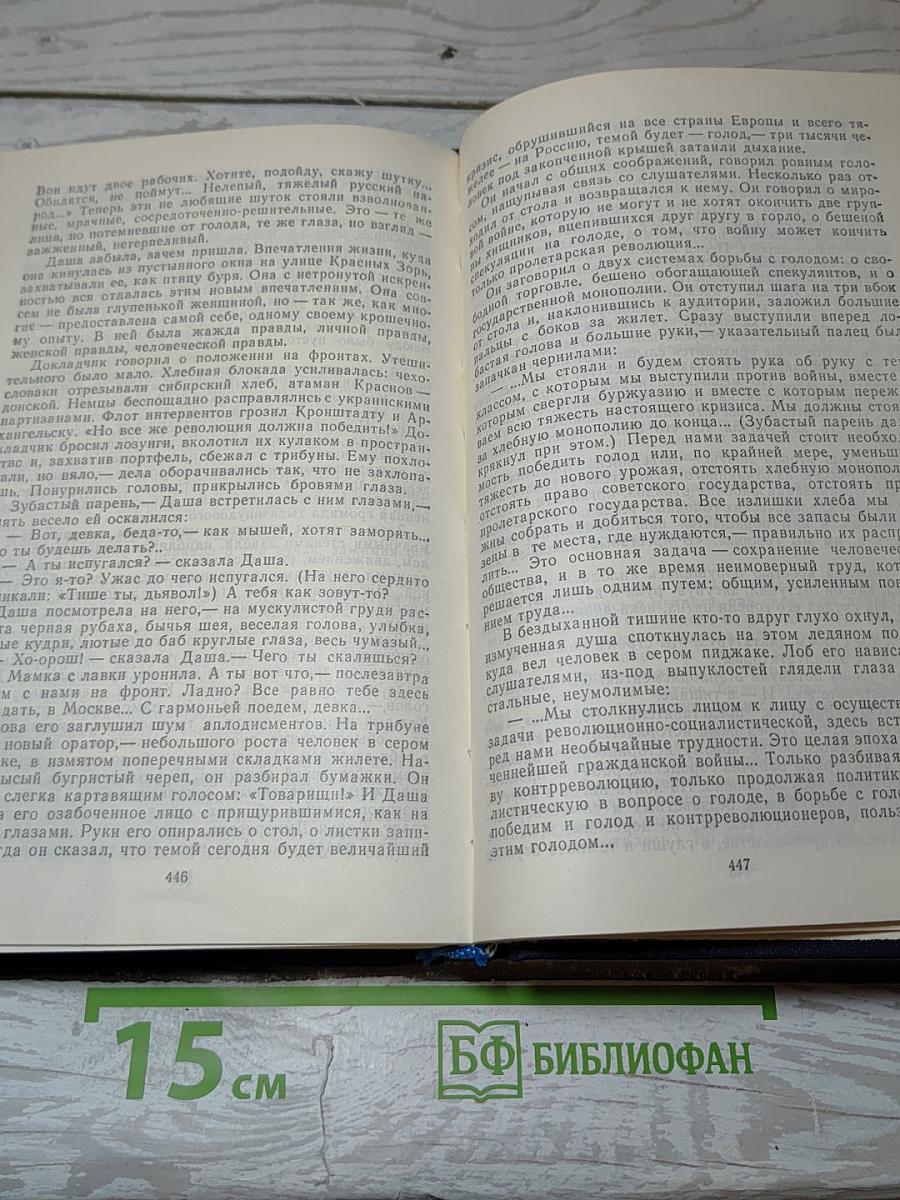 Вон идут двое рабочих. Хотите, подойду, скажу шутку...
Обидятся, не поймут... Нелепый, тяжелый русский на-
род...» Теперь эти не любящие шуток стояли взволнован-
ные, мрачные, сосредоточенно-решительные. Это — те же
лица, но потемневшие от голода, те же глаза, но взгляд —
зажженный, нетерпеливый.
Даша забыла, зачем пришла. Впечатления жизни, куда
она кинулась из пустынного окна на улице Красных Зорь,
захватывали ее, как птицу буря. Она с нетронутой искрен-
ностью вся отдалась этим новым впечатлениям. Она сов-
сем не была глупенькой женщиной, но — так же, как мно-
гие — предоставлена самой себе, одному своему крошечно-
му опыту. В ней была жажда правды, личной правды,
женской правды, человеческой правды.
Докладчик говорил о положении на фронтах. Утеши-
тельного было мало. Хлебная блокада усиливалась: чехо-
словаки отрезывали сибирский хлеб, атаман Краснов —
донской. Немцы беспощадно расправлялись с украинскими
партизанами. Флот интервентов грозил Кронштадту и Ар-
хангельску. «Но все же революция должна победить!» До-
кладчик бросил лозунги, вколотил их кулаком в простран-
ство и, захватив портфель, сбежал с трибуны. Ему похло-
али, но вяло,— дела оборачивались так, что не захлопа-
шь. Понурились головы, прикрылись бровями глаза.
Зубастый парень,— Даша встретилась с ним глазами,—
ять весело ей оскалился:
— Вот, девка, беда-то,— как мышей, хотят заморить...
о ты будешь делать?..
— А ты испугался? — сказала Даша.
— Это я-то? Ужас до чего испугался. (На него сердито
икали: «Тише ты, дьявол!») А тебя как зовут-то?
Даша посмотрела на него,— на мускулистой груди рас-
та черная рубаха, бычья шея, веселая голова, улыбка,
ые кудри, лютые до баб круглые глаза, весь чумазый...
— Хо-орош! — сказала Даша.— Чего ты скалишься?
Мамка с лавки уронила. А ты вот что,— послезавтра
м с нами на фронт. Ладно? Все равно тебе здесь
дать, в Москве... С гармоньей поедем, девка...
ова его заглушил шум аплодисментов. На трибуне
новый оратор,— небольшого роста человек в сером
ке, в измятом поперечными складками жилете. На-
ысый бугристый череп, он разбирал бумажки. Он
слегка картавящим голосом: «Товарищи!» И Даша
а его озабоченное лицо с прищурившимися, как на
глазами. Руки его опирались о стол, о листки запи-
гда он сказал, что темой сегодня будет величайший
446
кризис, обрушившийся на все страны Европы и всего тя-
желее — на Россию, темой будет — голод,— три тысячи че-
ловек под закопченной крышей затаили дыхание.
Он начал с общих соображений, говорил ровным голо-
сом, нащупывая связь со слушателями. Несколько раз от-
ходил от стола и возвращался к нему. Он говорил о миро-
вой войне, которую не могут и не хотят окончить две груп-
пы хищников, вцепившихся друг другу в горло, о бешеной
спекуляции на голоде, о том, что войну может кончить
только пролетарская революция...
Он заговорил о двух системах борьбы с голодом: о сво-
бодной торговле, бешено обогащающей спекулянтов, и о
государственной монополии. Он отступил шага на три вбок
от стола и, наклонившись к аудитории, заложил большие
пальцы с боков за жилет. Сразу выступили вперед ло-
бастая голова и большие руки,— указательный палец был
запачкан чернилами:
— ...Мы стояли и будем стоять рука об руку с те
классом, с которым мы выступили против войны, вместе
которым свергли буржуазию и вместе с которым переж
ваем всю тяжесть настоящего кризиса. Мы должны стоя
за хлебную монополию до конца... (Зубастый парень даж
крякнул при этом.) Перед нами задачей стоит необход
мость победить голод или, по крайней мере, уменьш
тяжесть до нового урожая, отстоять хлебную монопол
отстоять право советского государства, отстоять пр
пролетарского государства. Все излишки хлеба мы
жны собрать и добиться того, чтобы все запасы были
зены в те места, где нуждаются,— правильно их распр
лить... Это основная задача — сохранение человечес
общества, и в то же время неимоверный труд, кот
решается лишь одним путем: общим, усиленным пов
нием труда...
В бездыханной тишине кто-то вдруг глухо охнул,
измученная душа споткнулась на этом ледяном по
куда вел человек в сером пиджаке. Лоб его нависа
слушателями, из-под выпуклостей глядели глаза
стальные, неумолимые:
— ...Мы столкнулись лицом к лицу с осуществ
задачи революционно-социалистической, здесь вст
ред нами необычайные трудности. Это целая эпоха
ченнейшей гражданской войны... Только разбивая
ву контрреволюцию, только продолжая политик
листическую в вопросе о голоде, в борьбе с голо
победим и голод и контрреволюционеров, польз
этим голодом...
447
15 см
БФ БИБЛИОФАН